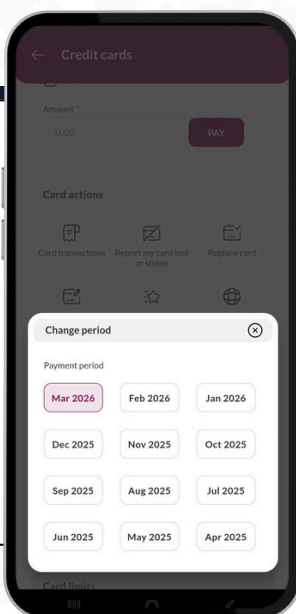 Credit cards
Amount *
0.00
PAY
Card actions
Card transactions
Report my card lost
or stolen
Replace card
Change period
Payment period
Mar 2026
Feb 2026
Jan 2026
Dec 2025
Nov 2025
Oct 2025
Sep 2025
Aug 2025
Jul 2025
Jun 2025
May 2025
Apr 2025
Card limits